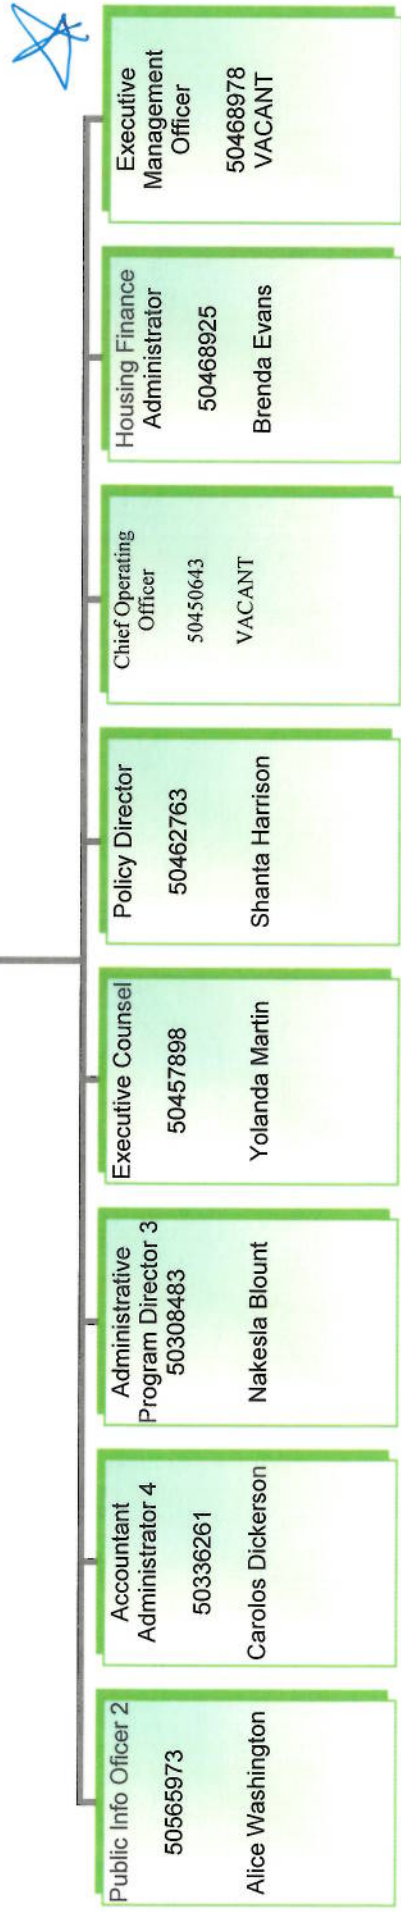 Public Info Oficer 2
50565973
Alice Washington
Accountant
Administrator 4
50336261
Carolos Dickerson
Administrative
Program Director 3
50308483
Nakesla Blount
Executive Counsel
50457898
Yolanda Martin
Policy Director
50462763
Shanta Harrison
Chief Operating
Officer
50450643
VACANT
Housing Finance
Administrator
50468925
Brenda Evans
Executive
Management
Officer
50468978
VACANT